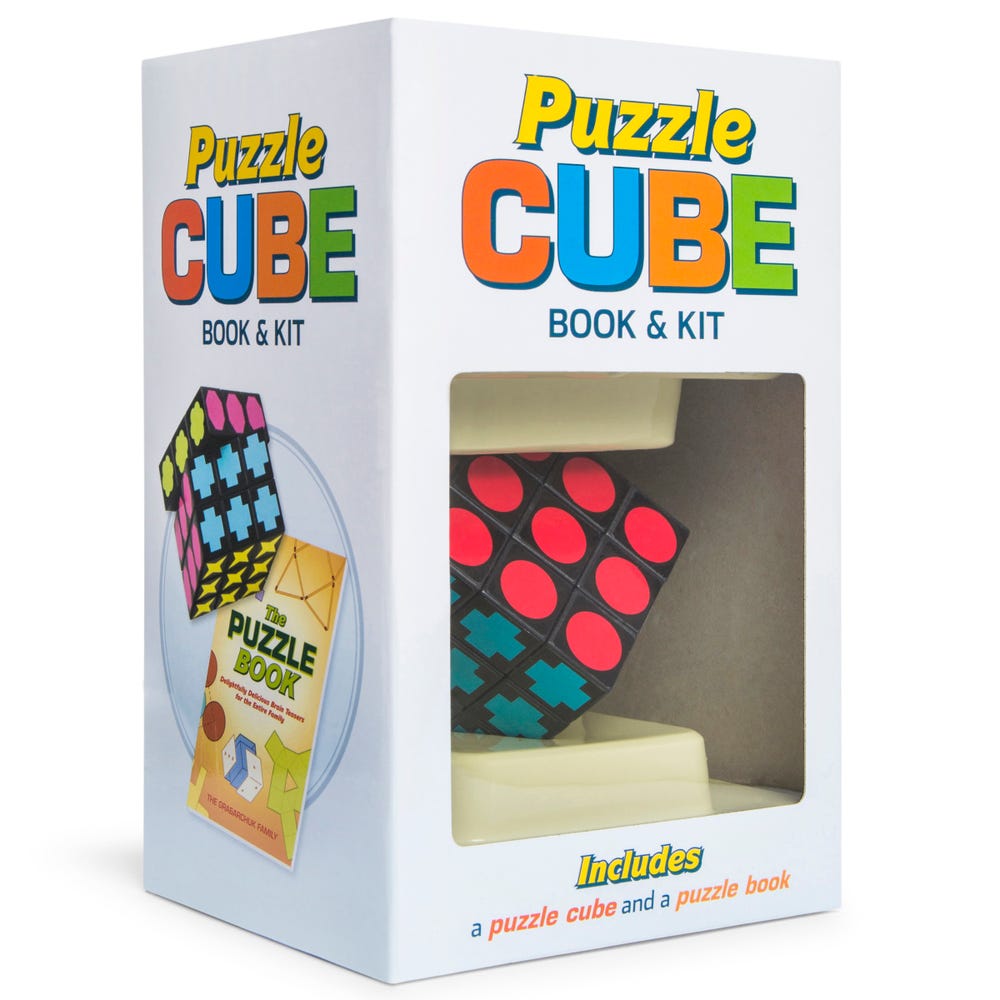 Puzzle
CUBE
BOOK & KIT
The
PUZZLE
BOOK
Delightfully Delicious Brain Teasers
for the Entire Family
THE GRABARCHUK FAMILY
Puzzle
CUBE
BOOK & KIT
Includes
a puzzle cube and a puzzle book